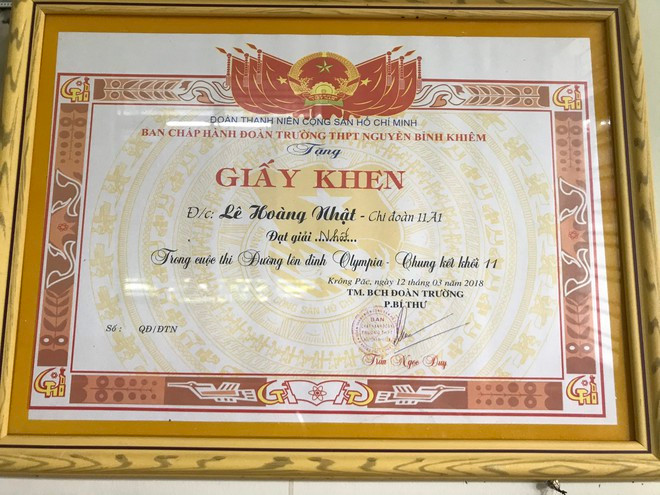 ĐOÀN THANH NIÊN CỘNG SẢN HỒ CHÍ MINH
BAN CHẤP HÀNH ĐOÀN TRƯỜNG THPT NGUYỄN BỈNH KHIÊM
Tặng
GIẤY KHEN
Đ/c: Lê Hoàng Nhật - Chi đoàn 11A1
Đạt giải ...Nhất...
Trong cuộc thi Đường lên đỉnh Olympia - Chung kết khối 11
Krông Pắc, ngày 12 tháng 03 năm 2018
TM. BCH ĐOÀN TRƯỜNG
P.BÍ THƯ
Số : QĐ/ĐTN
Trần Ngọc Duy